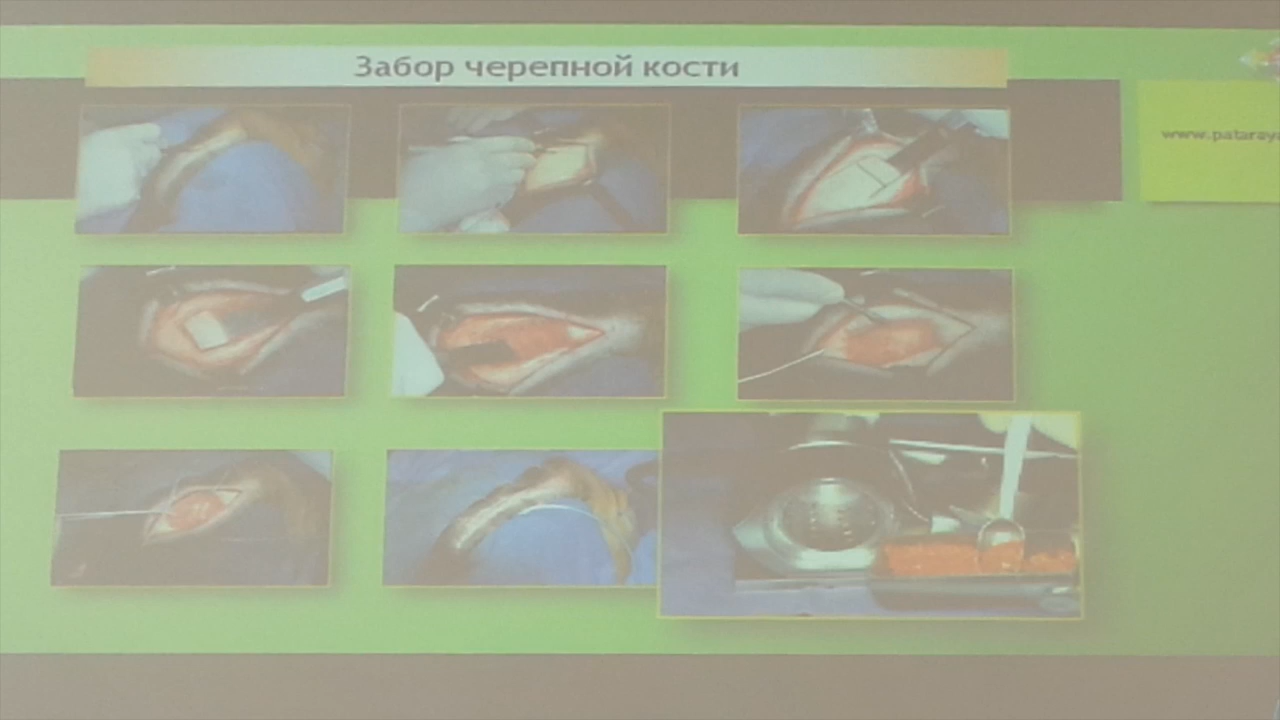 Забор черепной кости